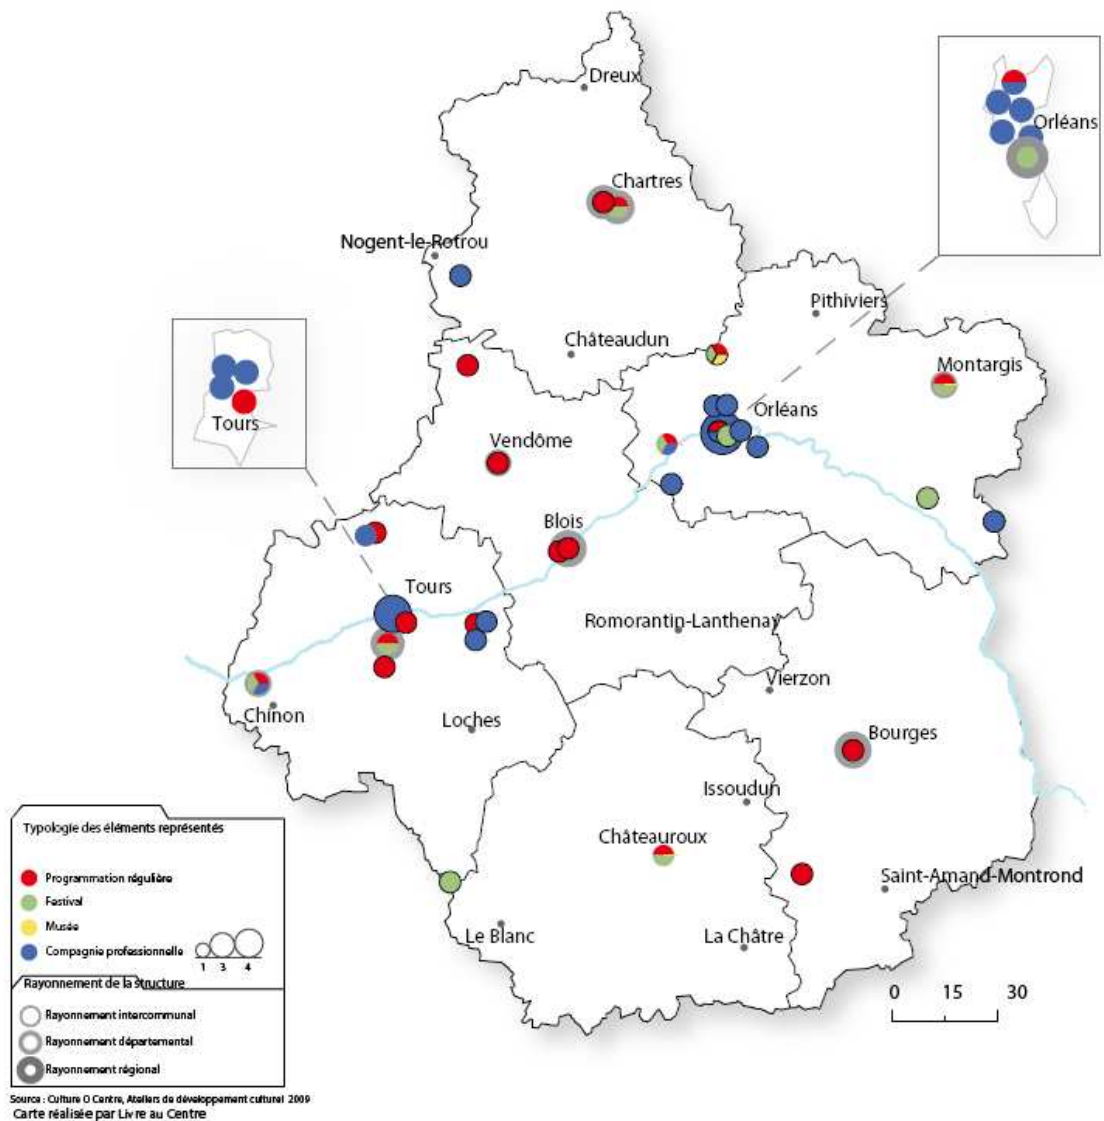 Dreux
Orléans
Chartres
Nogent-le-Rotrou
Pithiviers
Châteaudun
Montargis
Orléans
Tours
Vendôme
Blois
Tours
Romorantin-Lanthenay
Vierzon
Chinon
Loches
Bourges
Issoudun
Châteauroux
Saint-Amand-Montrond
Le Blanc
La Châtre
0 15 30
Typologie des éléments représentés
Programmation régulière
Festival
Musée
Compagnie professionnelle
1 3 4
Rayonnement de la structure
Rayonnement intercommunal
Rayonnement départemental
Rayonnement régional
Source : Culture O Centre, Ateliers de développement culturel 2009
Carte réalisée par Livre au Centre